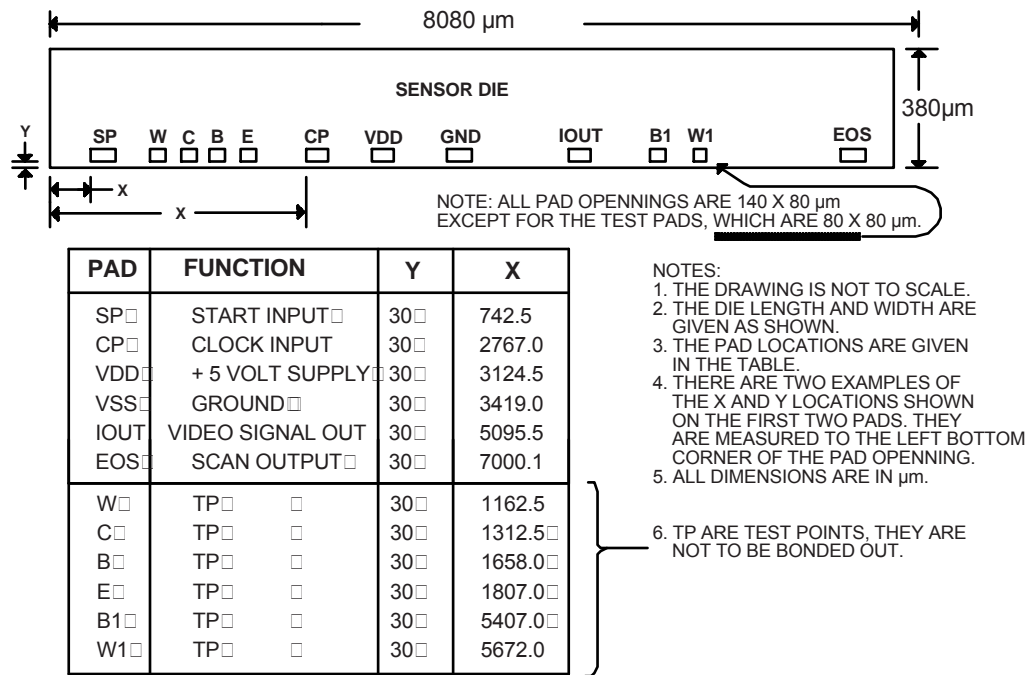 8080 µm
SENSOR DIE
380µm
Y
SP W C B E CP VDD GND IOUT B1 W1 EOS
X
X
NOTE: ALL PAD OPENNINGS ARE 140 X 80 µm
EXCEPT FOR THE TEST PADS, WHICH ARE 80 X 80 µm.
PAD FUNCTION Y X
SP□ START INPUT□ 30□ 742.5
CP□ CLOCK INPUT 30□ 2767.0
VDD□ + 5 VOLT SUPPLY□ 30□ 3124.5
VSS□ GROUND□ 30□ 3419.0
IOUT VIDEO SIGNAL OUT 30□ 5095.5
EOS□ SCAN OUTPUT□ 30□ 7000.1
W□ TP□ □ 30□ 1162.5
C□ TP□ □ 30□ 1312.5□
B□ TP□ □ 30□ 1658.0□
E□ TP□ □ 30□ 1807.0□
B1□ TP□ □ 30□ 5407.0□
W1□ TP□ □ 30□ 5672.0
NOTES:
1. THE DRAWING IS NOT TO SCALE.
2. THE DIE LENGTH AND WIDTH ARE
GIVEN AS SHOWN.
3. THE PAD LOCATIONS ARE GIVEN
IN THE TABLE.
4. THERE ARE TWO EXAMPLES OF
THE X AND Y LOCATIONS SHOWN
ON THE FIRST TWO PADS. THEY
ARE MEASURED TO THE LEFT BOTTOM
CORNER OF THE PAD OPENNING.
5. ALL DIMENSIONS ARE IN µm.
6. TP ARE TEST POINTS, THEY ARE
NOT TO BE BONDED OUT.